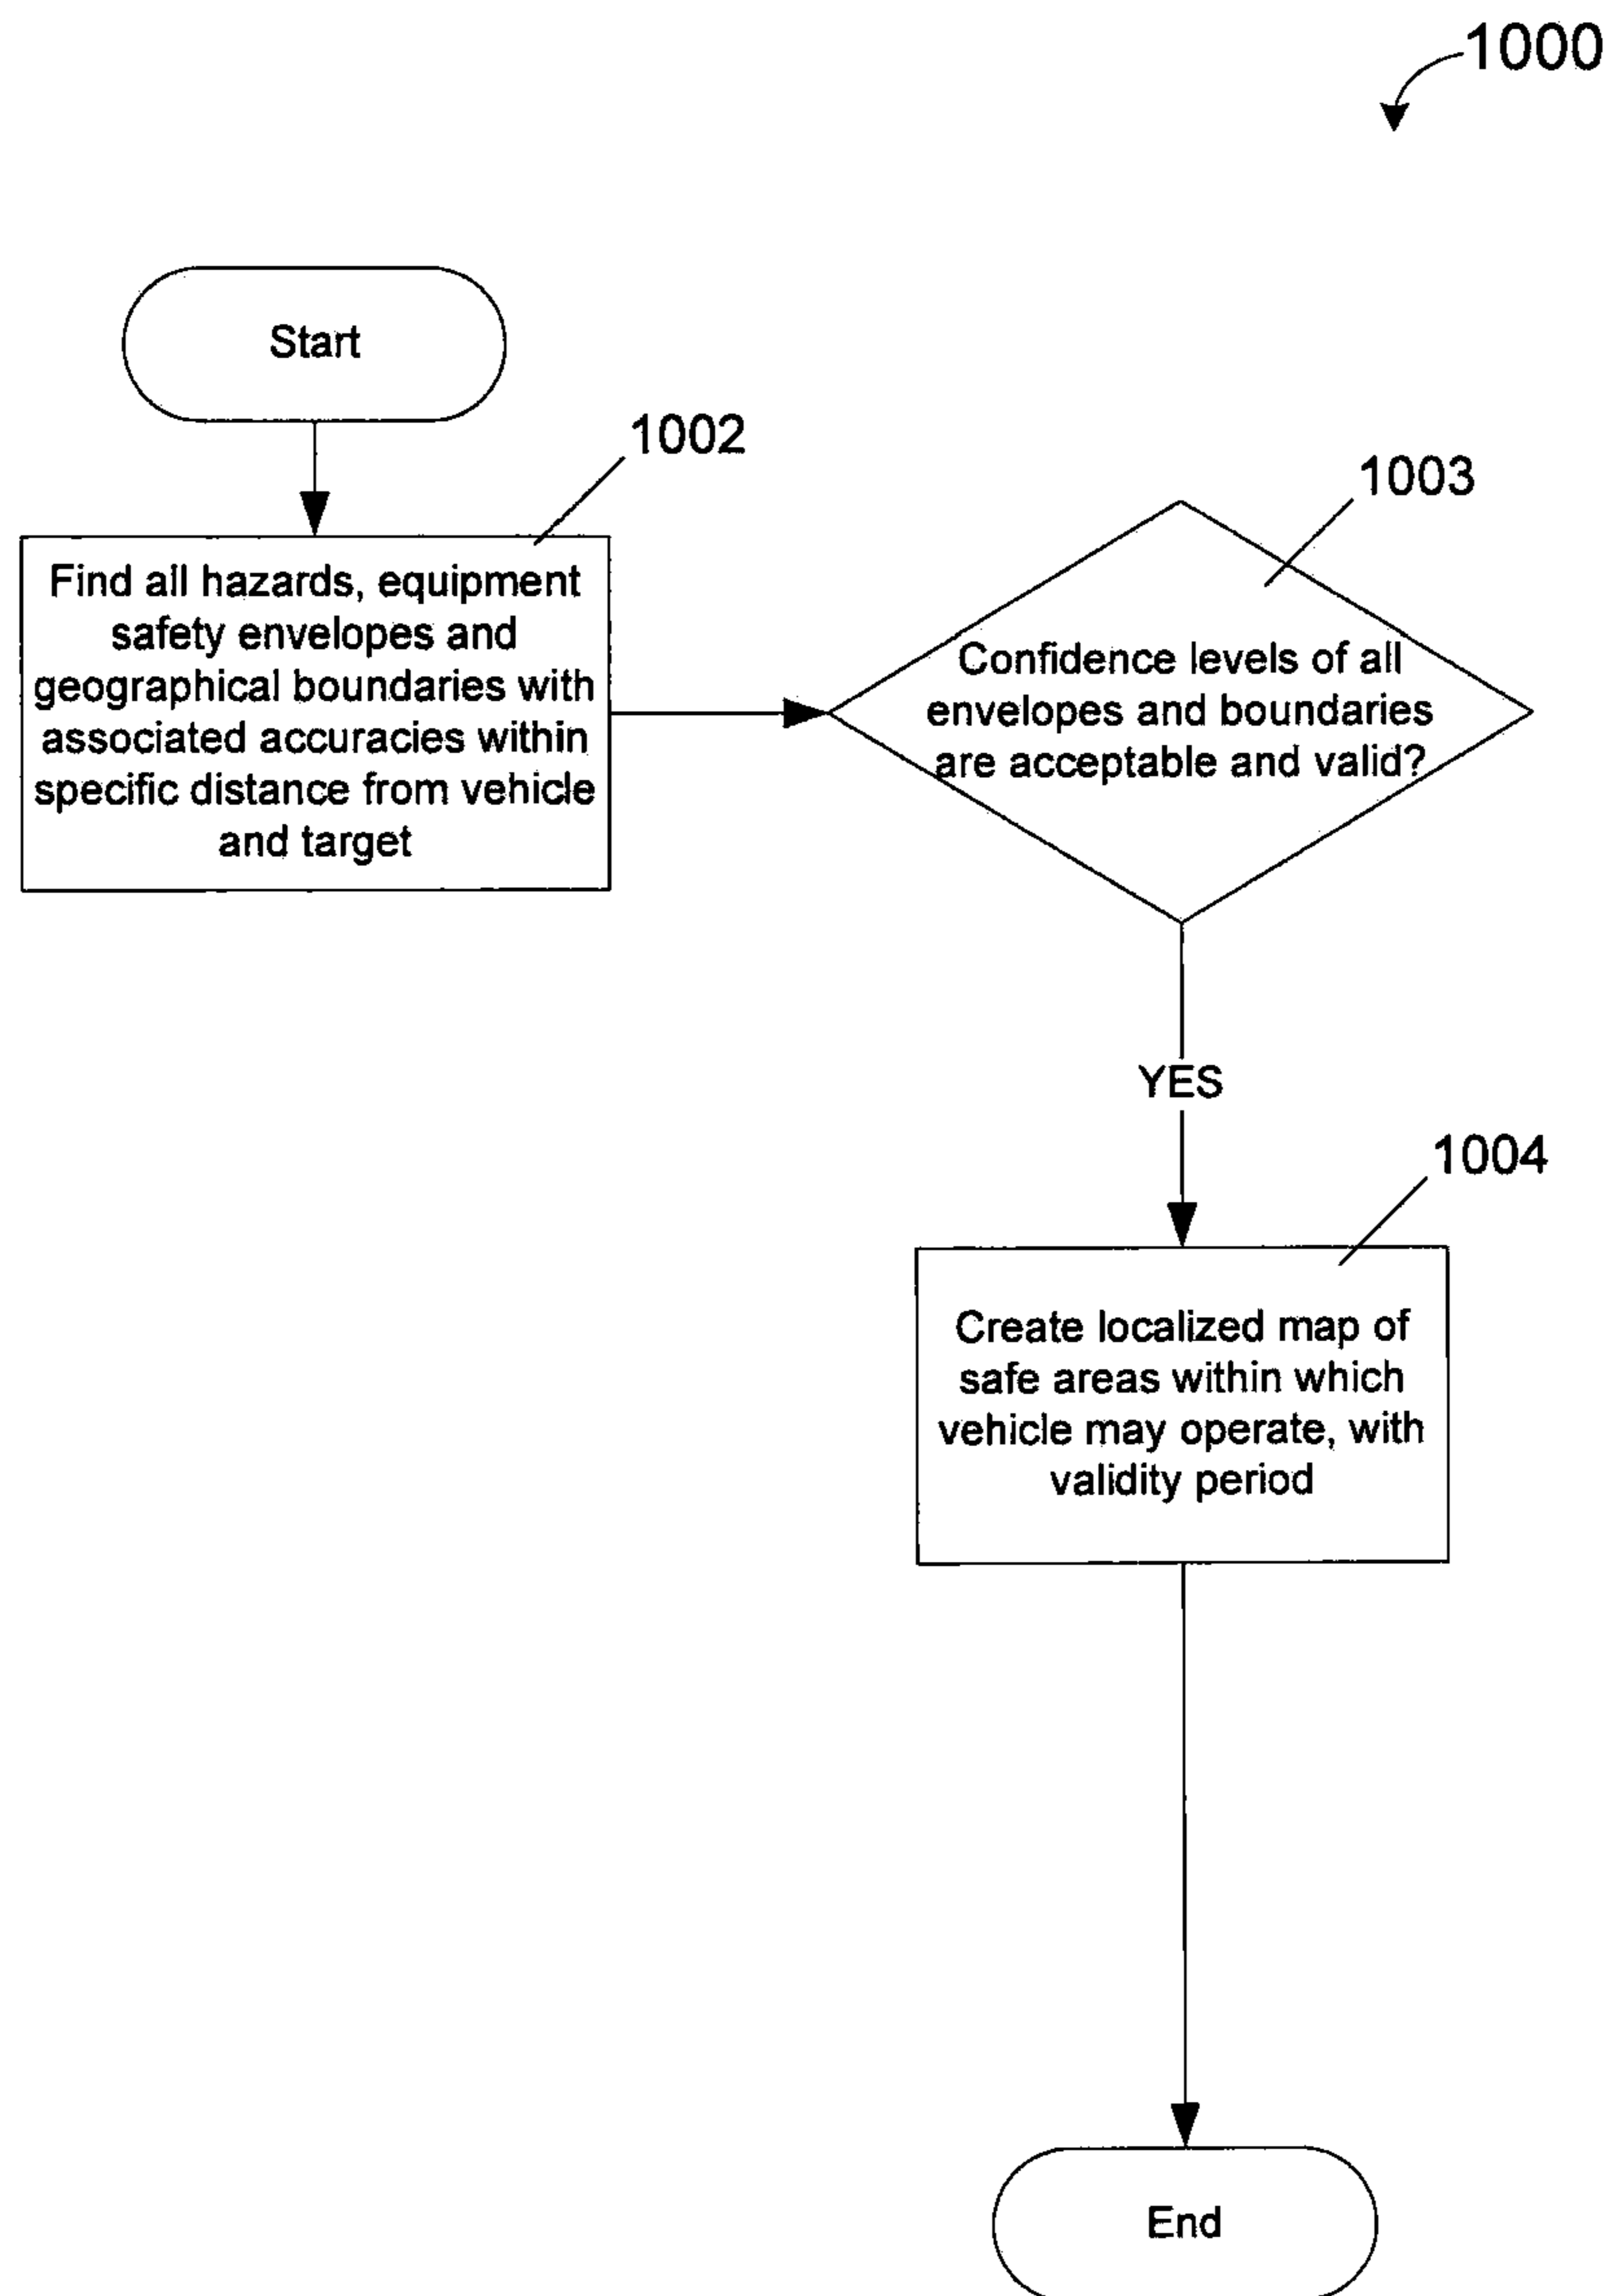 1000
Start
1002
Find all hazards, equipment
safety envelopes and
geographical boundaries with
associated accuracies within
specific distance from vehicle
and target
1003
Confidence levels of all
envelopes and boundaries
are acceptable and valid?
YES
1004
Create localized map of
safe areas within which
vehicle may operate, with
validity period
End